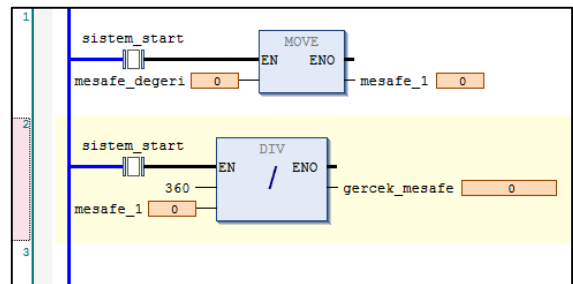 1
sistem_start
MOVE
EN ENO
mesafe_degeri 0 mesafe_1 0
2
sistem_start
DIV
EN / ENO
360 gercek_mesafe 0
mesafe_1 0
3